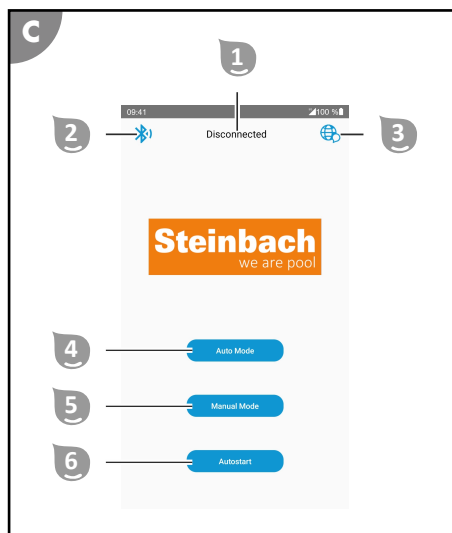 C
1
09:41 100 %
2
Disconnected
3
Steinbach
we are pool
4
Auto Mode
5
Manual Mode
6
Autostart